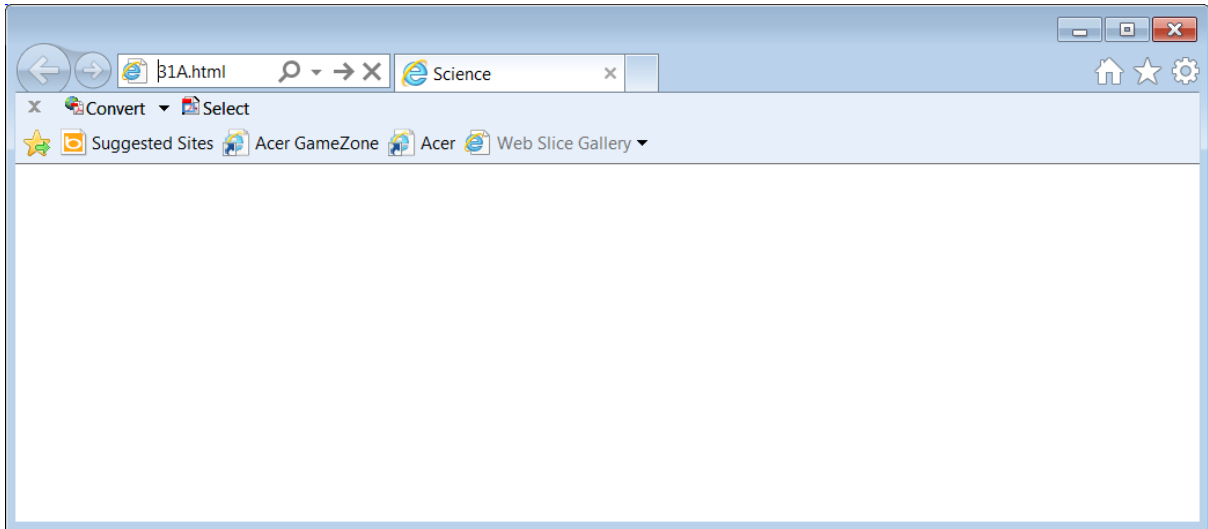 31A.html
Science
Convert Select
Suggested Sites Acer GameZone Acer Web Slice Gallery